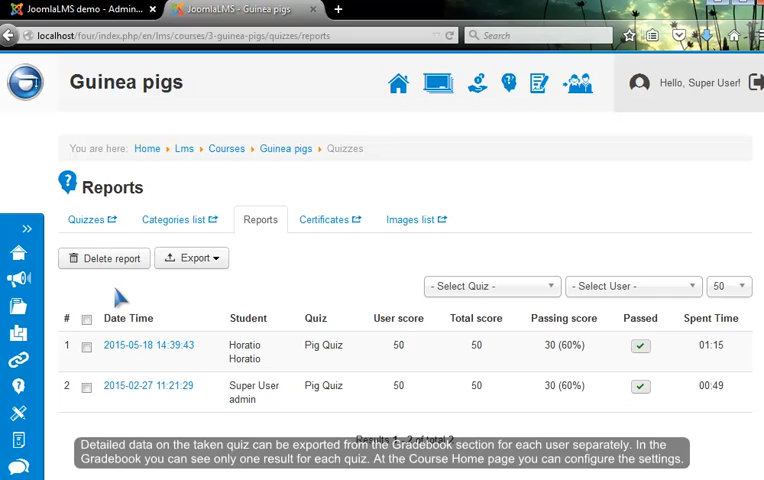 JoomlaLMS demo - Admin... × JoomlaLMS - Guinea pigs × +
localhost/four/index.php/en/lms/courses/3-guinea-pigs/quizzes/reports Search
Guinea pigs Hello, Super User!
You are here: Home Lms Courses Guinea pigs Quizzes
Reports
Quizzes Categories list Reports Certificates Images list
Delete report Export
- Select Quiz - - Select User - 50
# Date Time Student Quiz User score Total score Passing score Passed Spent Time
1 2015-05-18 14:39:43 Horatio Pig Quiz 50 50 30 (60%) 01:15
Horatio
2 2015-02-27 11:21:29 Super User Pig Quiz 50 50 30 (60%) 00:49
admin
Results 1 - 2 of total 2
Detailed data on the taken quiz can be exported from the Gradebook section for each user separately. In the
Gradebook you can see only one result for each quiz. At the Course Home page you can configure the settings.